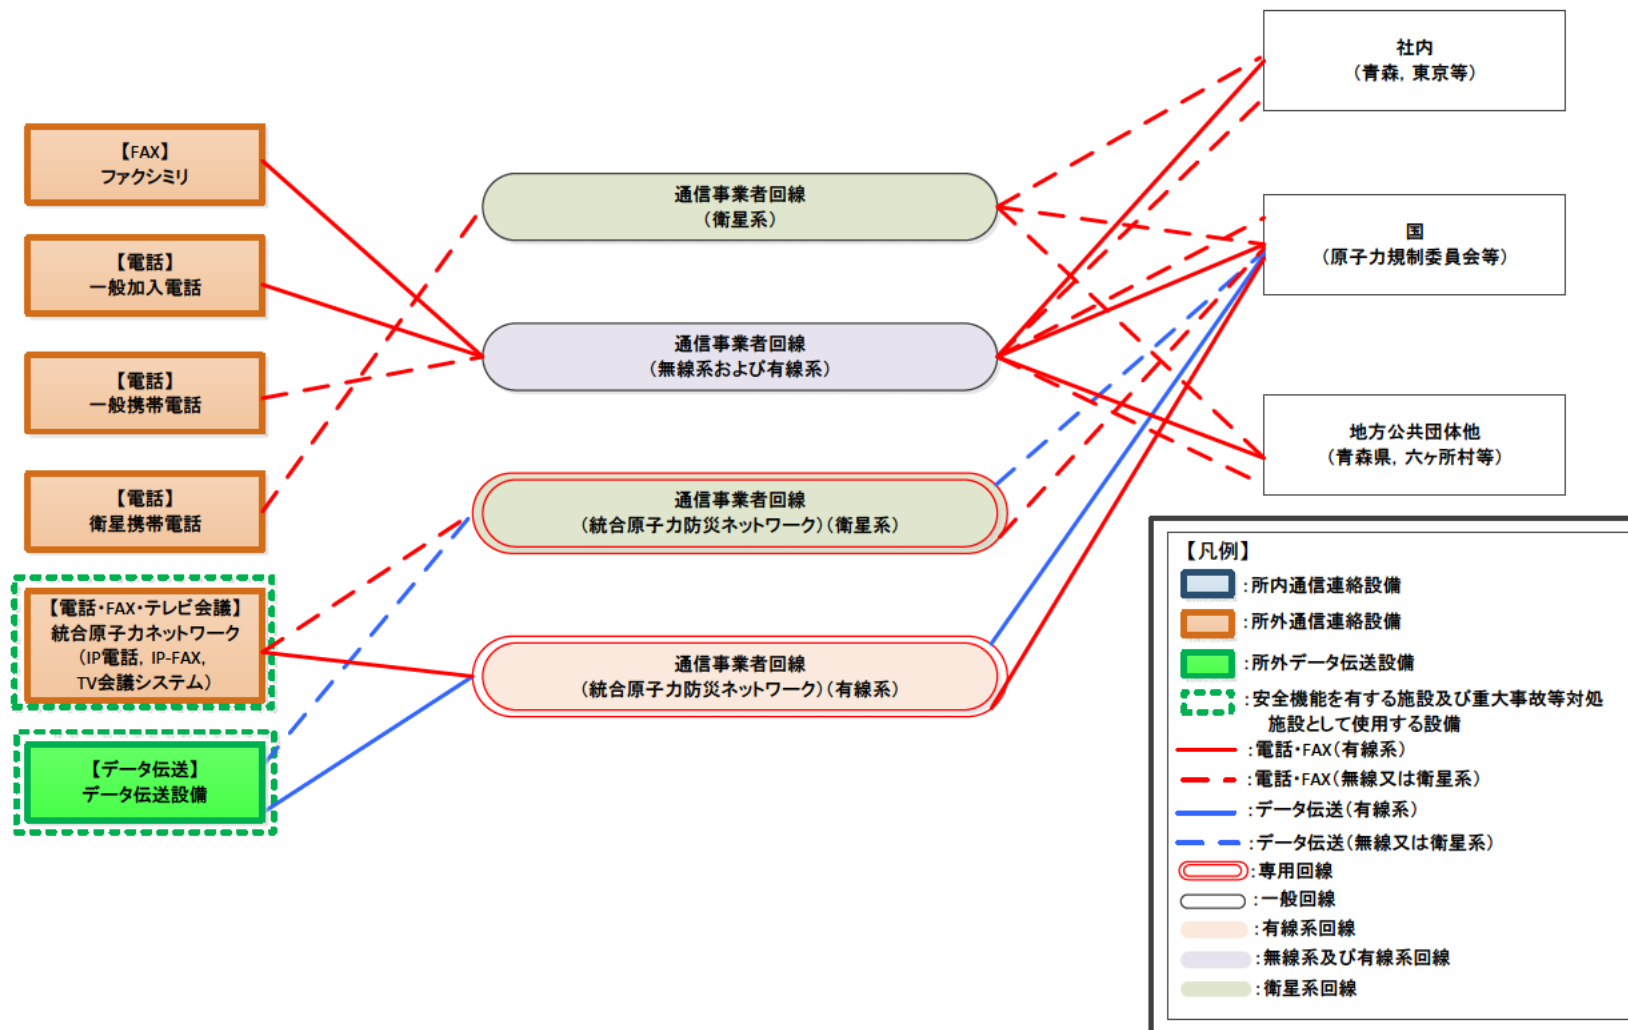 【FAX】
ファクシミリ
【電話】
一般加入電話
【電話】
一般携帯電話
【電話】
衛星携帯電話
【電話・FAX・テレビ会議】
統合原子力ネットワーク
（IP電話，IP-FAX，
TV会議システム）
【データ伝送】
データ伝送設備
通信事業者回線
（衛星系）
通信事業者回線
（無線系および有線系）
通信事業者回線
（統合原子力防災ネットワーク）（衛星系）
通信事業者回線
（統合原子力防災ネットワーク）（有線系）
社内
（青森，東京等）
国
（原子力規制委員会等）
地方公共団体他
（青森県，六ヶ所村等）
【凡例】
：所内通信連絡設備
：所外通信連絡設備
：所外データ伝送設備
：安全機能を有する施設及び重大事故等対処
施設として使用する設備
：電話・FAX（有線系）
：電話・FAX（無線又は衛星系）
：データ伝送（有線系）
：データ伝送（無線又は衛星系）
：専用回線
：一般回線
：有線系回線
：無線系及び有線系回線
：衛星系回線